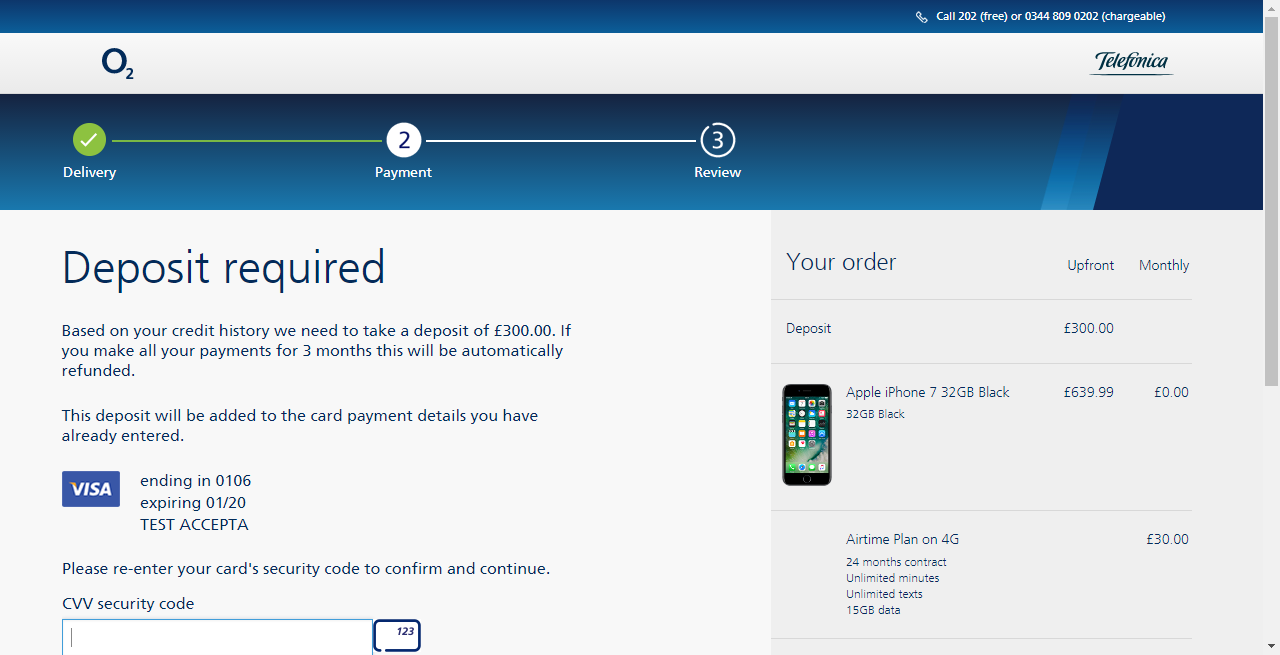 Call 202 (free) or 0344 809 0202 (chargeable)
O2
Telefónica
2
3
Delivery
Payment
Review
Deposit required
Based on your credit history we need to take a deposit of £300.00. If
you make all your payments for 3 months this will be automatically
refunded.
This deposit will be added to the card payment details you have
already entered.
VISA
ending in 0106
expiring 01/20
TEST ACCEPTA
Please re-enter your card's security code to confirm and continue.
CVV security code
123
Your order
Upfront
Monthly
Deposit
£300.00
Apple iPhone 7 32GB Black
£639.99
£0.00
32GB Black
Airtime Plan on 4G
£30.00
24 months contract
Unlimited minutes
Unlimited texts
15GB data